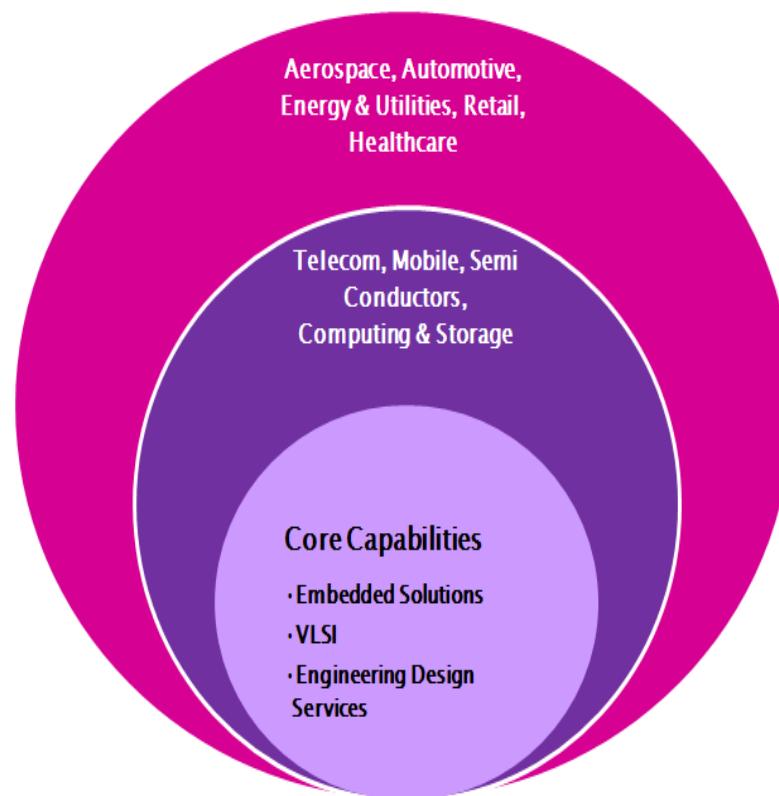 Aerospace, Automotive,
Energy & Utilities, Retail,
Healthcare
Telecom, Mobile, Semi
Conductors,
Computing & Storage
Core Capabilities
· Embedded Solutions
· VLSI
· Engineering Design
Services